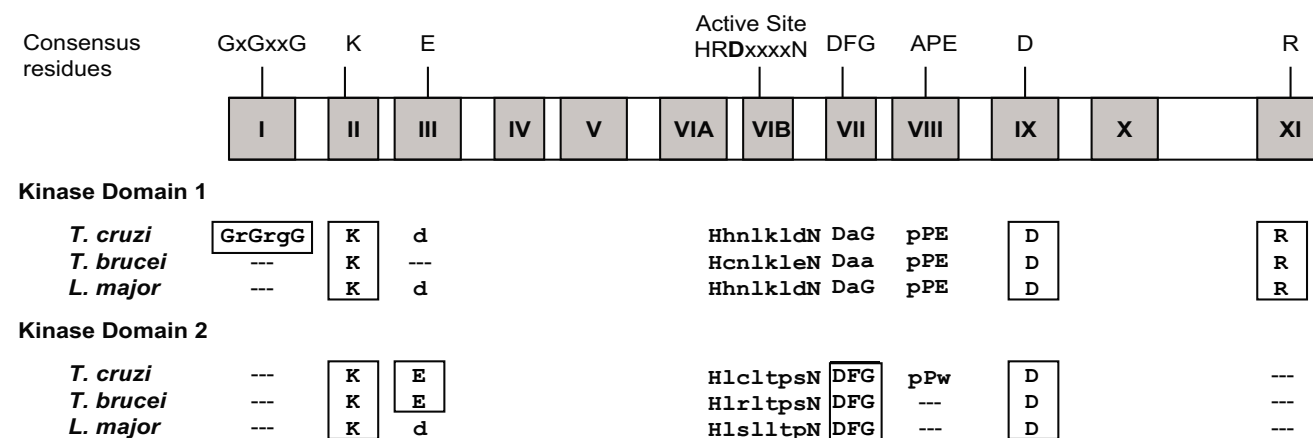 Active Site
Consensus GxGxxG K E HRDxxxxN DFG APE D R
residues
I II III IV V VIA VIB VII VIII IX X XI
Kinase Domain 1
T. cruzi GrGrgG K d HhnlkldN DaG pPE D R
T. brucei --- K --- HcnlkleN Daa pPE D R
L. major --- K d HhnlkldN DaG pPE D R
Kinase Domain 2
T. cruzi --- K E HlcltpsN DFG pPw D ---
T. brucei --- K E HlrltpsN DFG --- D ---
L. major --- K d HlslltpN DFG --- D ---